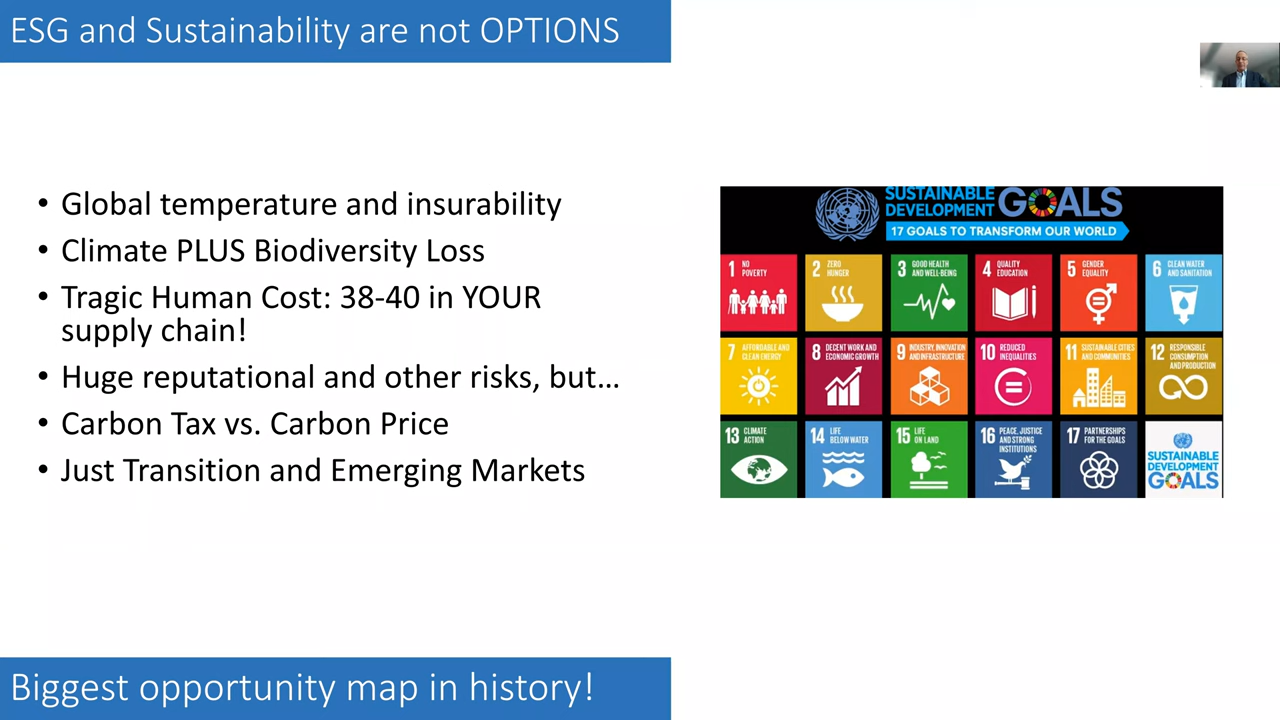 ESG and Sustainability are not OPTIONS
• Global temperature and insurability
• Climate PLUS Biodiversity Loss
• Tragic Human Cost: 38-40 in YOUR
supply chain!
• Huge reputational and other risks, but…
• Carbon Tax vs. Carbon Price
• Just Transition and Emerging Markets
SUSTAINABLE
DEVELOPMENT GOALS
17 GOALS TO TRANSFORM OUR WORLD
1 NO
POVERTY
2 ZERO
HUNGER
3 GOOD HEALTH
AND WELL-BEING
4 QUALITY
EDUCATION
5 GENDER
EQUALITY
6 CLEAN WATER
AND SANITATION
7 AFFORDABLE AND
CLEAN ENERGY
8 DECENT WORK AND
ECONOMIC GROWTH
9 INDUSTRY, INNOVATION
AND INFRASTRUCTURE
10 REDUCED
INEQUALITIES
11 SUSTAINABLE CITIES
AND COMMUNITIES
12 RESPONSIBLE
CONSUMPTION
AND PRODUCTION
13 CLIMATE
ACTION
14 LIFE
BELOW WATER
15 LIFE
ON LAND
16 PEACE, JUSTICE
AND STRONG
INSTITUTIONS
17 PARTNERSHIPS
FOR THE GOALS
SUSTAINABLE
DEVELOPMENT
GOALS
Biggest opportunity map in history!